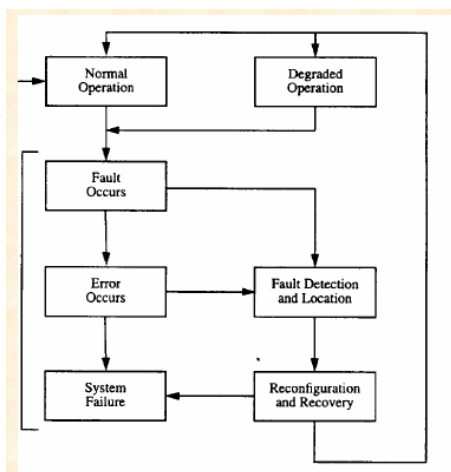 Normal
Operation
Degraded
Operation
Fault
Occurs
Error
Occurs
Fault Detection
and Location
System
Failure
Reconfiguration
and Recovery